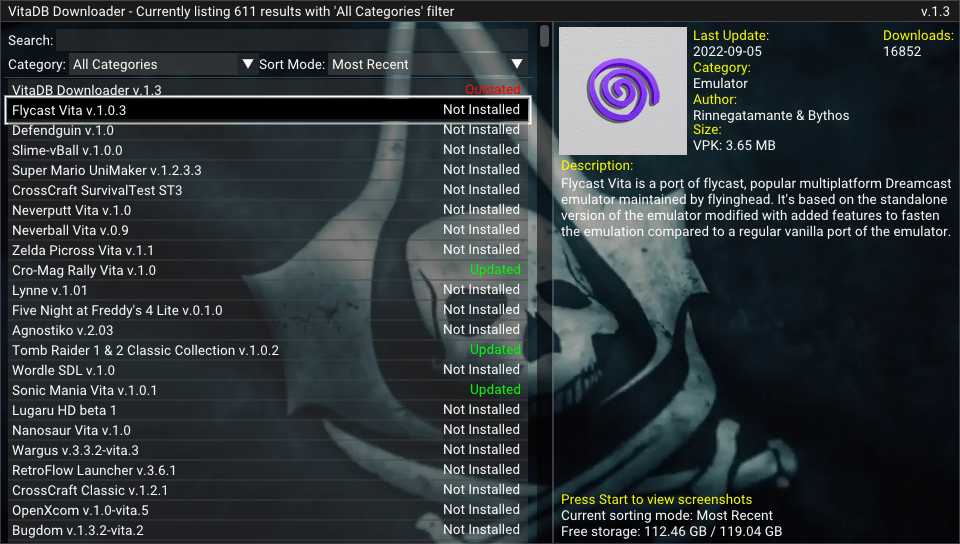 VitaDB Downloader - Currently listing 611 results with 'All Categories' filter v.1.3
Search:
Category: All Categories Sort Mode: Most Recent
VitaDB Downloader v.1.3 Outdated
Flycast Vita v.1.0.3 Not Installed
Defendguin v.1.0 Not Installed
Slime-vBall v.1.0.0 Not Installed
Super Mario UniMaker v.1.2.3.3 Not Installed
CrossCraft SurvivalTest ST3 Not Installed
Neverputt Vita v.1.0 Not Installed
Neverball Vita v.0.9 Not Installed
Zelda Picross Vita v.1.1 Not Installed
Cro-Mag Rally Vita v.1.0 Updated
Lynne v.1.01 Not Installed
Five Night at Freddy's 4 Lite v.0.1.0 Not Installed
Agnostiko v.2.03 Not Installed
Tomb Raider 1 & 2 Classic Collection v.1.0.2 Updated
Wordle SDL v.1.0 Not Installed
Sonic Mania Vita v.1.0.1 Updated
Lugaru HD beta 1 Not Installed
Nanosaur Vita v.1.0 Not Installed
Wargus v.3.3.2-vita.3 Not Installed
RetroFlow Launcher v.3.6.1 Not Installed
CrossCraft Classic v.1.2.1 Not Installed
OpenXcom v.1.0-vita.5 Not Installed
Bugdom v.1.3.2-vita.2 Not Installed
Last Update: Downloads:
2022-09-05 16852
Category:
Emulator
Author:
Rinnegatamante & Bythos
Size:
VPK: 3.65 MB
Description:
Flycast Vita is a port of flycast, popular multiplatform Dreamcast
emulator maintained by flyinghead. It's based on the standalone
version of the emulator modified with added features to fasten
the emulation compared to a regular vanilla port of the emulator.
Press Start to view screenshots
Current sorting mode: Most Recent
Free storage: 112.46 GB / 119.04 GB